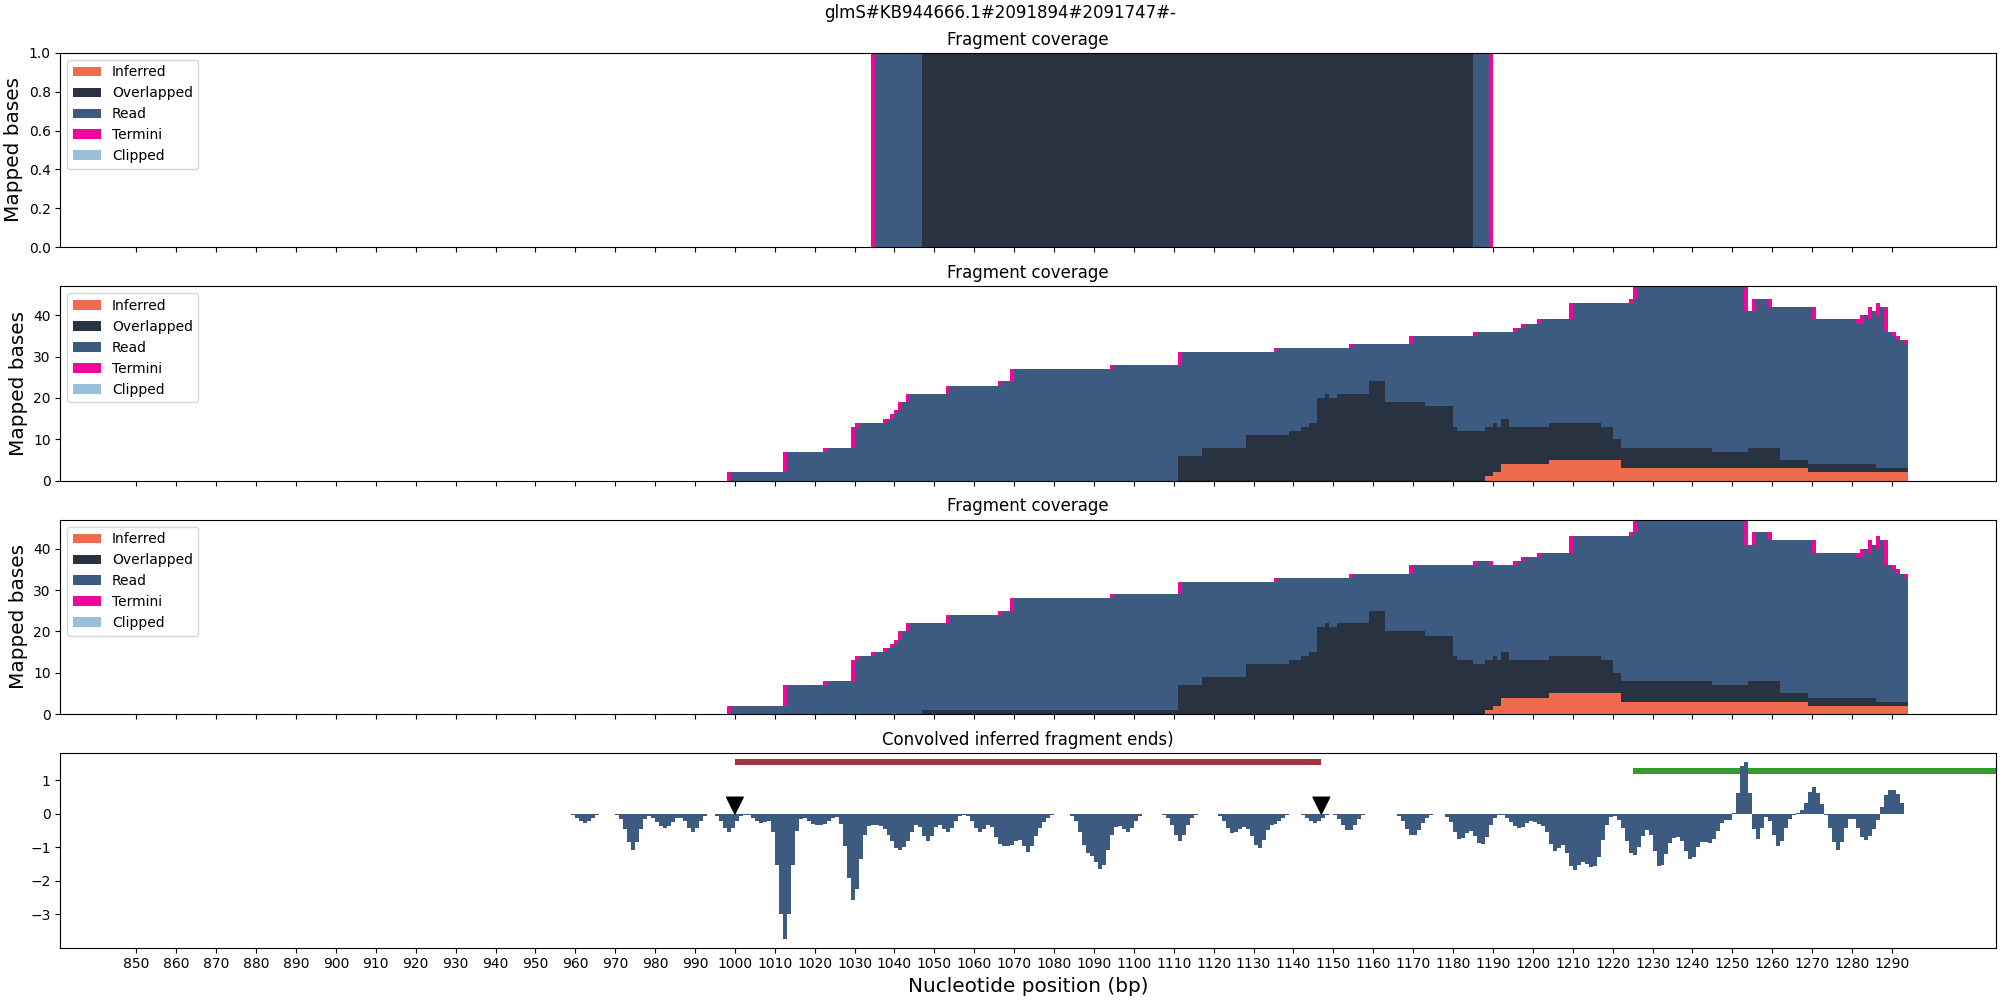 glmS#KB944666.1#2091894#2091747#-
Fragment coverage
Mapped bases
1.0
0.8
0.6
0.4
0.2
0.0
Inferred
Overlapped
Read
Termini
Clipped
Fragment coverage
Mapped bases
40
30
20
10
0
Inferred
Overlapped
Read
Termini
Clipped
Fragment coverage
Mapped bases
40
30
20
10
0
Inferred
Overlapped
Read
Termini
Clipped
Convolved inferred fragment ends)
1
0
−1
−2
−3
850 860 870 880 890 900 910 920 930 940 950 960 970 980 990 1000 1010 1020 1030 1040 1050 1060 1070 1080 1090 1100 1110 1120 1130 1140 1150 1160 1170 1180 1190 1200 1210 1220 1230 1240 1250 1260 1270 1280 1290
Nucleotide position (bp)